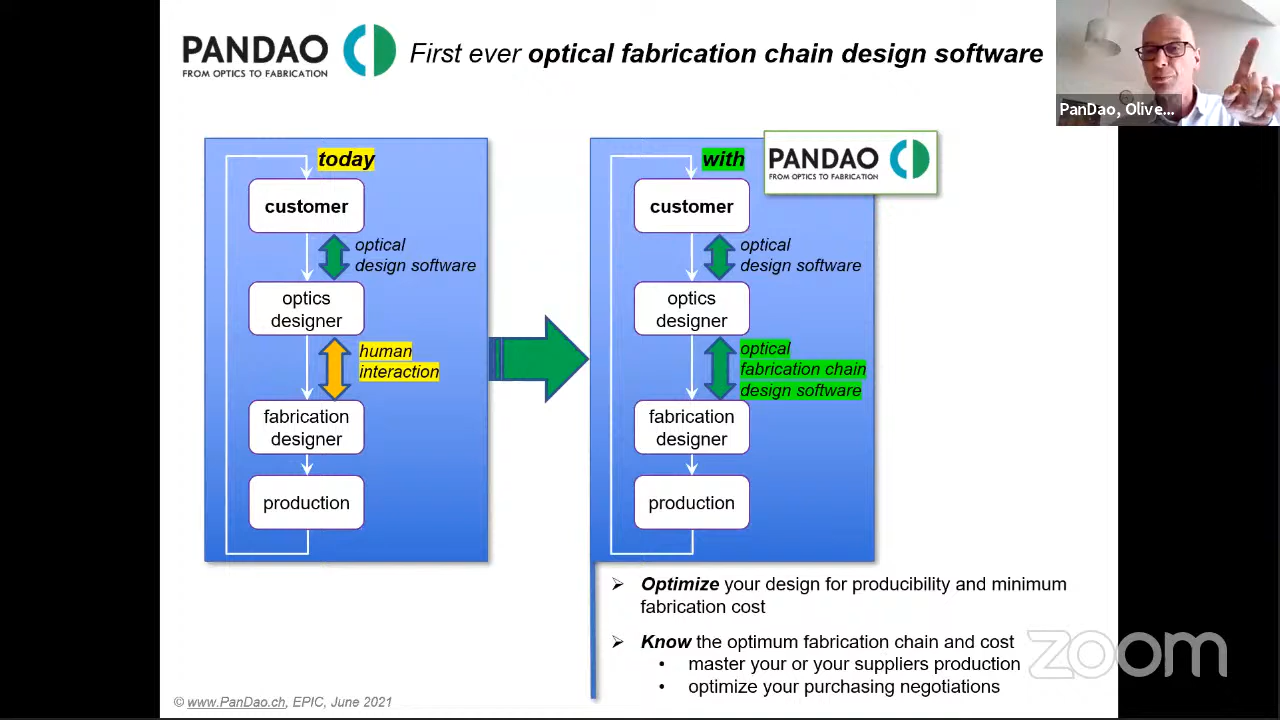 PANDAO
FROM OPTICS TO FABRICATION
First ever optical fabrication chain design software
PanDao, Olive...
today
customer
optical
design software
optics
designer
human
interaction
fabrication
designer
production
with
PANDAO
FROM OPTICS TO FABRICATION
customer
optical
design software
optics
designer
optical
fabrication chain
design software
fabrication
designer
production
Optimize your design for producibility and minimum
fabrication cost
Know the optimum fabrication chain and cost
master your or your suppliers production
optimize your purchasing negotiations
zoom
© www.PanDao.ch, EPIC, June 2021